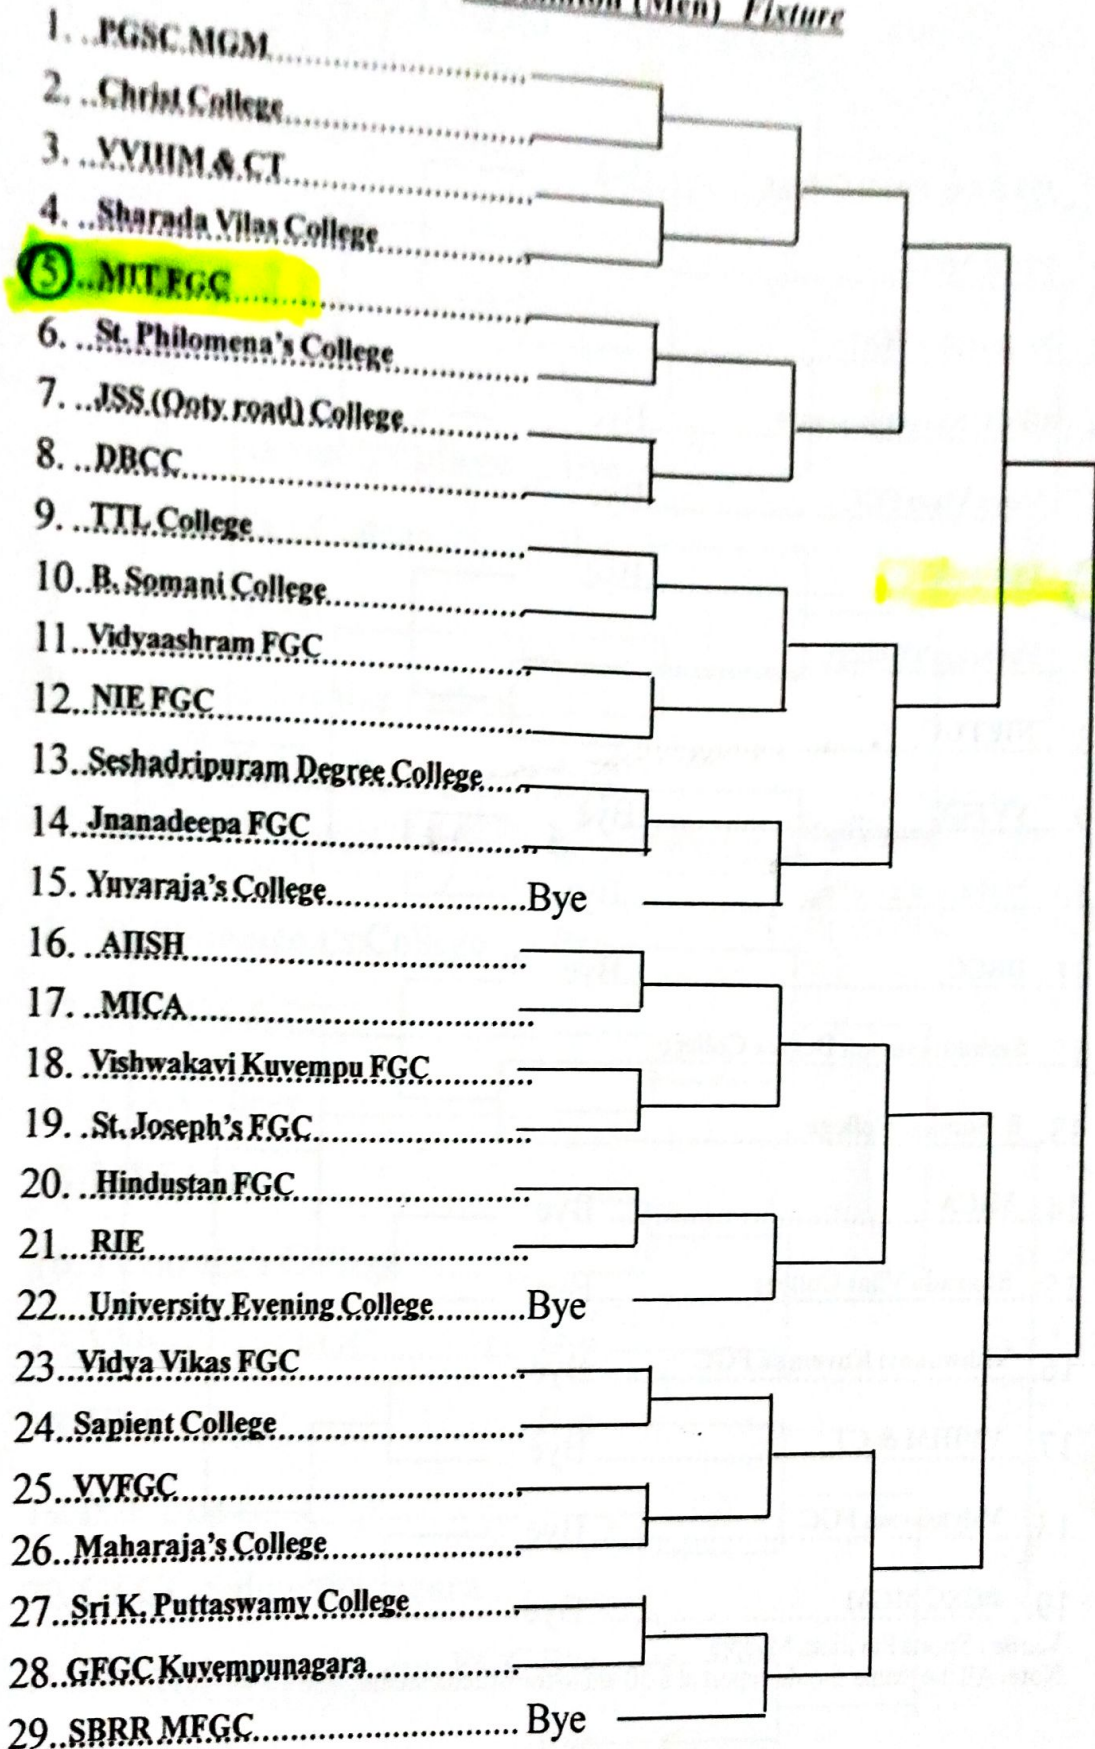 (Men) Fixture
1. PGSC MGM
2. Christ College
3. VVIHM & CT
4. Sharada Vilas College
5 MIT FGC
6. St. Philomena's College
7. JSS (Ooty road) College
8. DBCC
9. TTL College
10. B. Somani College
11. Vidyaashram FGC
12. NIE FGC
13. Seshadripuram Degree College
14. Jnanadeepa FGC
15. Yuvaraja's College Bye
16. AIISH
17. MICA
18. Vishwakavi Kuvempu FGC
19. St. Joseph's FGC
20. Hindustan FGC
21. RIE
22. University Evening College Bye
23. Vidya Vikas FGC
24. Sapient College
25. VVFGC
26. Maharaja's College
27. Sri K. Puttaswamy College
28. GFGC Kuvempunagara
29. SBRR MFGC Bye